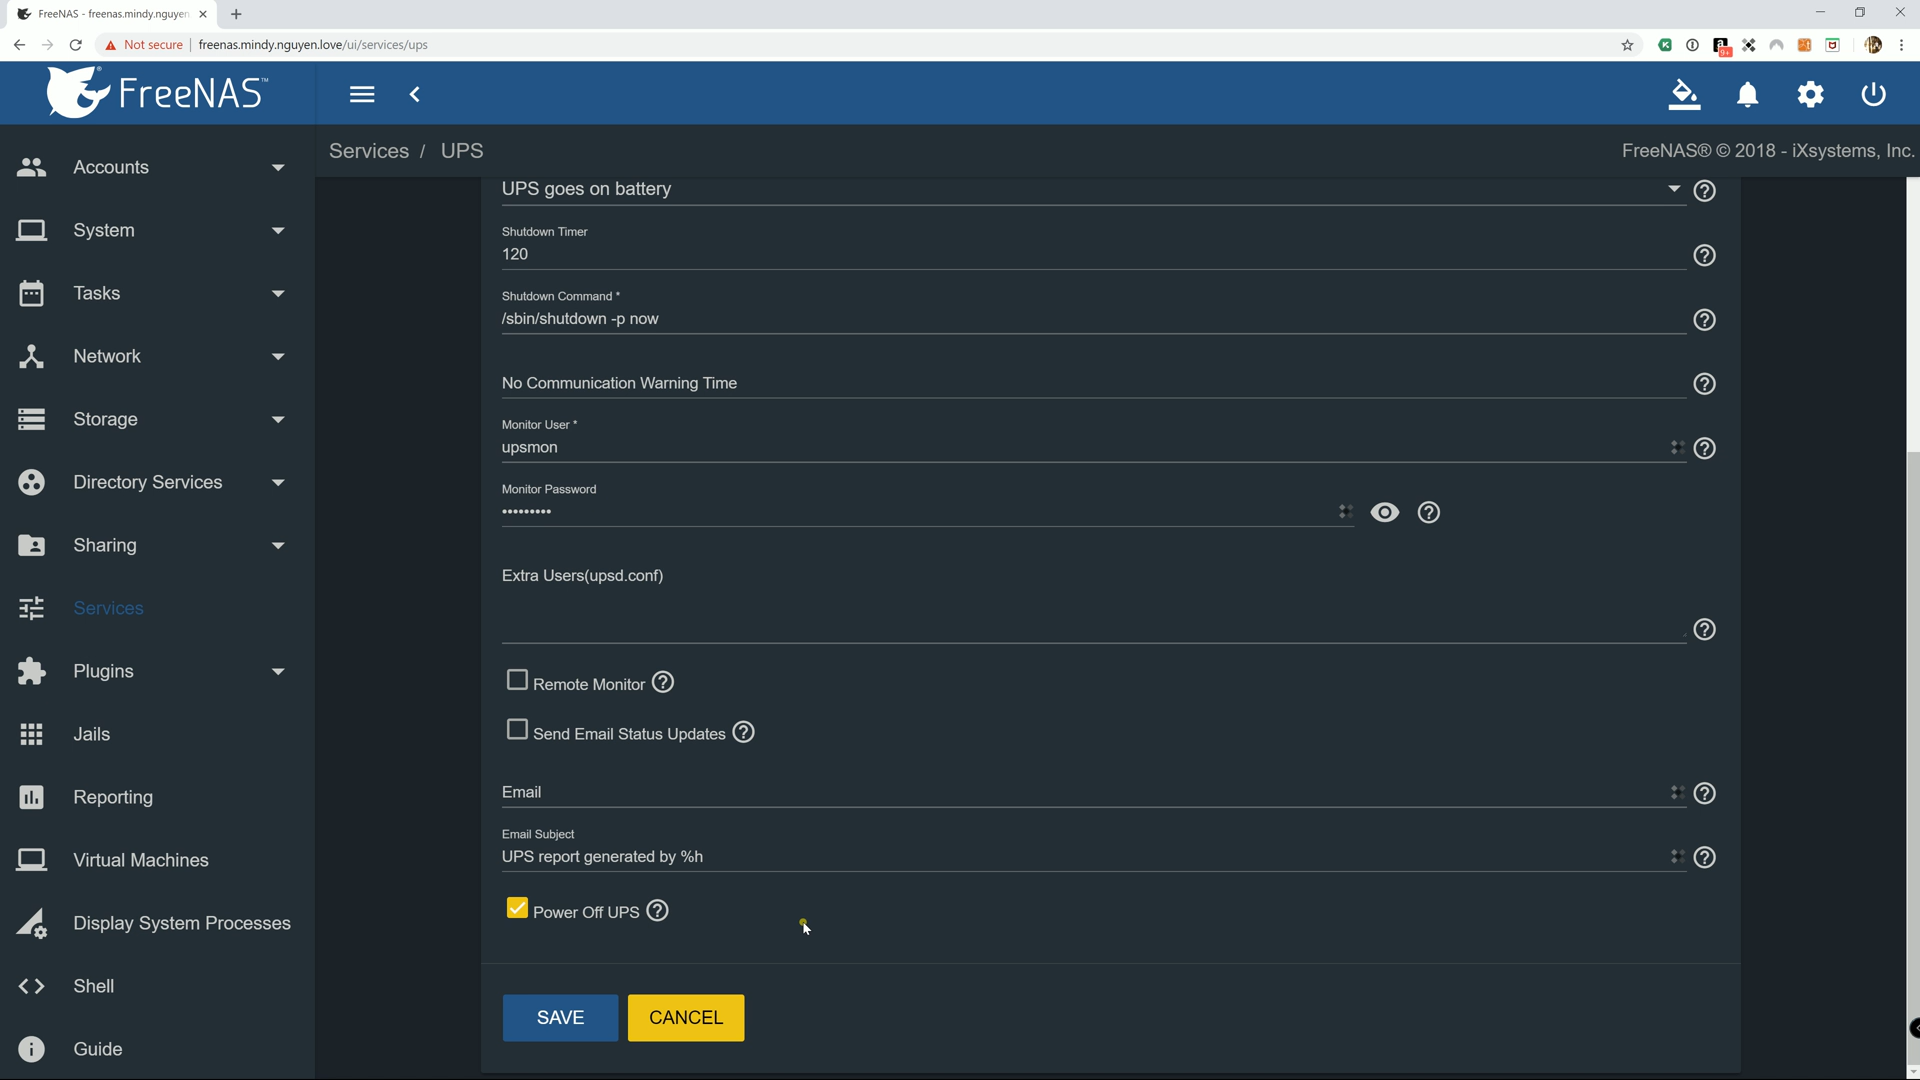 FreeNAS - freenas.mindy.nguyen
Not secure
freenas.mindy.nguyen.love/ui/services/ups
9+
FreeNAS™
Services / UPS
FreeNAS® © 2018 - iXsystems, Inc.
Accounts
System
Tasks
Network
Storage
Directory Services
Sharing
Services
Plugins
Jails
Reporting
Virtual Machines
Display System Processes
Shell
Guide
UPS goes on battery
Shutdown Timer
120
Shutdown Command *
/sbin/shutdown -p now
No Communication Warning Time
Monitor User *
upsmon
Monitor Password
•••••••••
Extra Users(upsd.conf)
Remote Monitor
Send Email Status Updates
Email
Email Subject
UPS report generated by %h
Power Off UPS
SAVE
CANCEL